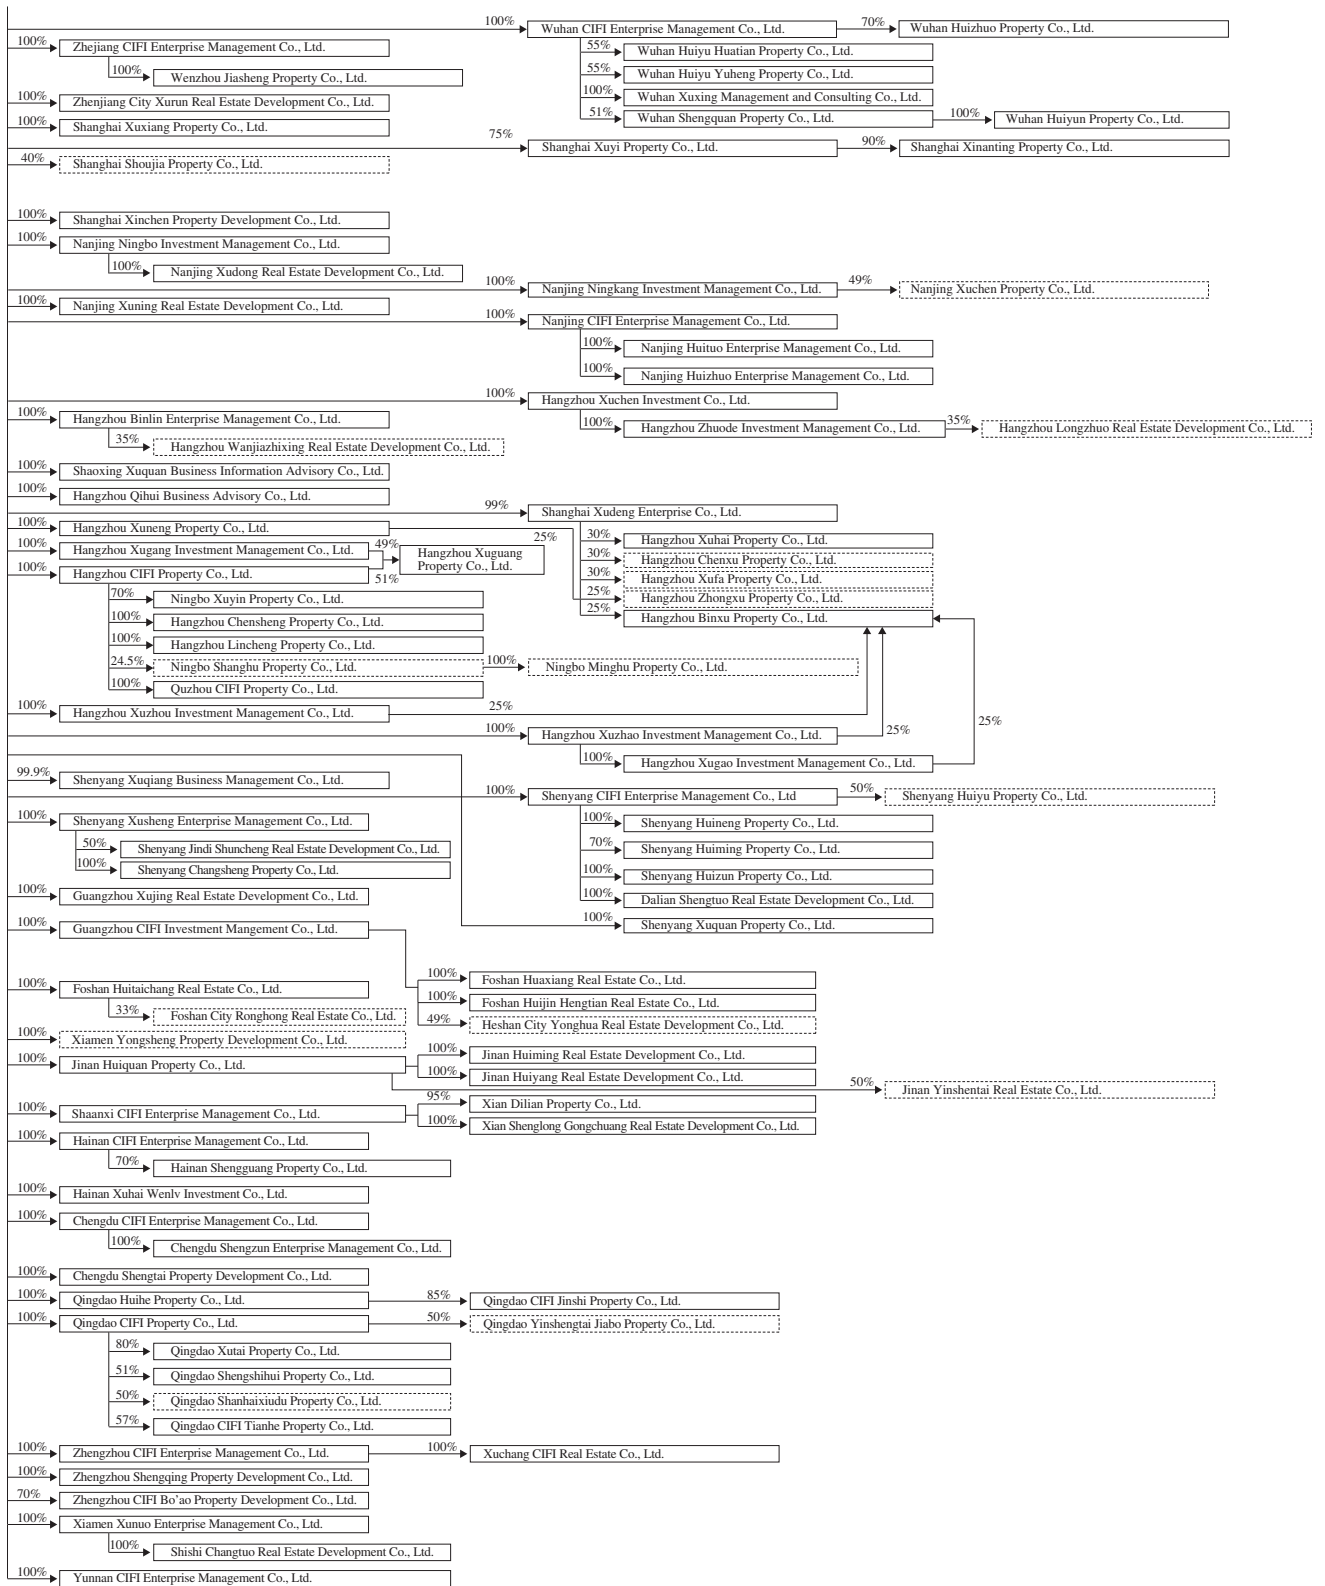 100% Wuhan CIFI Enterprise Management Co., Ltd. 70% Wuhan Huizhuo Property Co., Ltd.
100% Zhejiang CIFI Enterprise Management Co., Ltd.
55% Wuhan Huiyu Huatian Property Co., Ltd.
100% Wenzhou Jiasheng Property Co., Ltd.
55% Wuhan Huiyu Yuheng Property Co., Ltd.
100% Zhenjiang City Xurun Real Estate Development Co., Ltd.
100% Wuhan Xuxing Management and Consulting Co., Ltd.
100% Shanghai Xuxiang Property Co., Ltd.
51% Wuhan Shengquan Property Co., Ltd. 100% Wuhan Huiyun Property Co., Ltd.
75% Shanghai Xuyi Property Co., Ltd. 90% Shanghai Xinanting Property Co., Ltd.
40% Shanghai Shoujia Property Co., Ltd.
100% Shanghai Xinchen Property Development Co., Ltd.
100% Nanjing Ningbo Investment Management Co., Ltd.
100% Nanjing Xudong Real Estate Development Co., Ltd.
100% Nanjing Ningkang Investment Management Co., Ltd. 49% Nanjing Xuchen Property Co., Ltd.
100% Nanjing Xuning Real Estate Development Co., Ltd.
100% Nanjing CIFI Enterprise Management Co., Ltd.
100% Nanjing Huituo Enterprise Management Co., Ltd.
100% Nanjing Huizhuo Enterprise Management Co., Ltd.
100% Hangzhou Xuchen Investment Co., Ltd.
100% Hangzhou Binlin Enterprise Management Co., Ltd.
100% Hangzhou Zhuode Investment Management Co., Ltd. 35% Hangzhou Longzhuo Real Estate Development Co., Ltd.
35% Hangzhou Wanjiazhixing Real Estate Development Co., Ltd.
100% Shaoxing Xuquan Business Information Advisory Co., Ltd.
100% Hangzhou Qihui Business Advisory Co., Ltd.
99% Shanghai Xudeng Enterprise Co., Ltd.
100% Hangzhou Xuneng Property Co., Ltd. 25%
30% Hangzhou Xuhai Property Co., Ltd.
100% Hangzhou Xugang Investment Management Co., Ltd. 49% Hangzhou Xuguang
Property Co., Ltd.
30% Hangzhou Chenxu Property Co., Ltd.
100% Hangzhou CIFI Property Co., Ltd. 51%
30% Hangzhou Xufa Property Co., Ltd.
70% Ningbo Xuyin Property Co., Ltd.
25% Hangzhou Zhongxu Property Co., Ltd.
100% Hangzhou Chensheng Property Co., Ltd.
25% Hangzhou Binxu Property Co., Ltd.
100% Hangzhou Lincheng Property Co., Ltd.
24.5% Ningbo Shanghu Property Co., Ltd. 100% Ningbo Minghu Property Co., Ltd.
100% Quzhou CIFI Property Co., Ltd.
100% Hangzhou Xuzhou Investment Management Co., Ltd. 25%
25%
100% Hangzhou Xuzhao Investment Management Co., Ltd. 25%
100% Hangzhou Xugao Investment Management Co., Ltd.
99.9% Shenyang Xuqiang Business Management Co., Ltd.
100% Shenyang CIFI Enterprise Management Co., Ltd 50% Shenyang Huiyu Property Co., Ltd.
100% Shenyang Xusheng Enterprise Management Co., Ltd.
100% Shenyang Huineng Property Co., Ltd.
50% Shenyang Jindi Shuncheng Real Estate Development Co., Ltd.
70% Shenyang Huiming Property Co., Ltd.
100% Shenyang Changsheng Property Co., Ltd.
100% Shenyang Huizun Property Co., Ltd.
100% Guangzhou Xujing Real Estate Development Co., Ltd.
100% Dalian Shengtuo Real Estate Development Co., Ltd.
100% Shenyang Xuquan Property Co., Ltd.
100% Guangzhou CIFI Investment Mangement Co., Ltd.
100% Foshan Huaxiang Real Estate Co., Ltd.
100% Foshan Huitaichang Real Estate Co., Ltd.
100% Foshan Huijin Hengtian Real Estate Co., Ltd.
33% Foshan City Ronghong Real Estate Co., Ltd.
49% Heshan City Yonghua Real Estate Development Co., Ltd.
100% Xiamen Yongsheng Property Development Co., Ltd.
100% Jinan Huiming Real Estate Development Co., Ltd.
100% Jinan Huiquan Property Co., Ltd.
100% Jinan Huiyang Real Estate Development Co., Ltd.
50% Jinan Yinshentai Real Estate Co., Ltd.
95% Xian Dilian Property Co., Ltd.
100% Shaanxi CIFI Enterprise Management Co., Ltd.
100% Xian Shenglong Gongchuang Real Estate Development Co., Ltd.
100% Hainan CIFI Enterprise Management Co., Ltd.
70% Hainan Shengguang Property Co., Ltd.
100% Hainan Xuhai Wenlv Investment Co., Ltd.
100% Chengdu CIFI Enterprise Management Co., Ltd.
100% Chengdu Shengzun Enterprise Management Co., Ltd.
100% Chengdu Shengtai Property Development Co., Ltd.
100% Qingdao Huihe Property Co., Ltd. 85% Qingdao CIFI Jinshi Property Co., Ltd.
100% Qingdao CIFI Property Co., Ltd. 50% Qingdao Yinshengtai Jiabo Property Co., Ltd.
80% Qingdao Xutai Property Co., Ltd.
51% Qingdao Shengshihui Property Co., Ltd.
50% Qingdao Shanhaixiudu Property Co., Ltd.
57% Qingdao CIFI Tianhe Property Co., Ltd.
100% Zhengzhou CIFI Enterprise Management Co., Ltd. 100% Xuchang CIFI Real Estate Co., Ltd.
100% Zhengzhou Shengqing Property Development Co., Ltd.
70% Zhengzhou CIFI Bo'ao Property Development Co., Ltd.
100% Xiamen Xunuo Enterprise Management Co., Ltd.
100% Shishi Changtuo Real Estate Development Co., Ltd.
100% Yunnan CIFI Enterprise Management Co., Ltd.